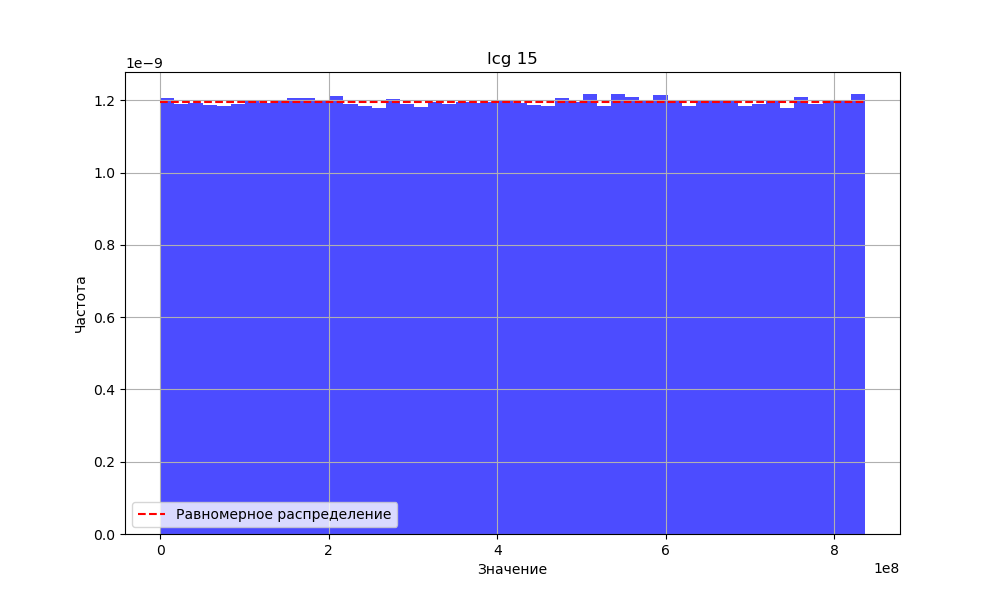 lcg 15
1e−9
1.2
1.0
0.8
0.6
0.4
0.2
0.0
Частота
Равномерное распределение
0 2 4 6 8
1e8
Значение